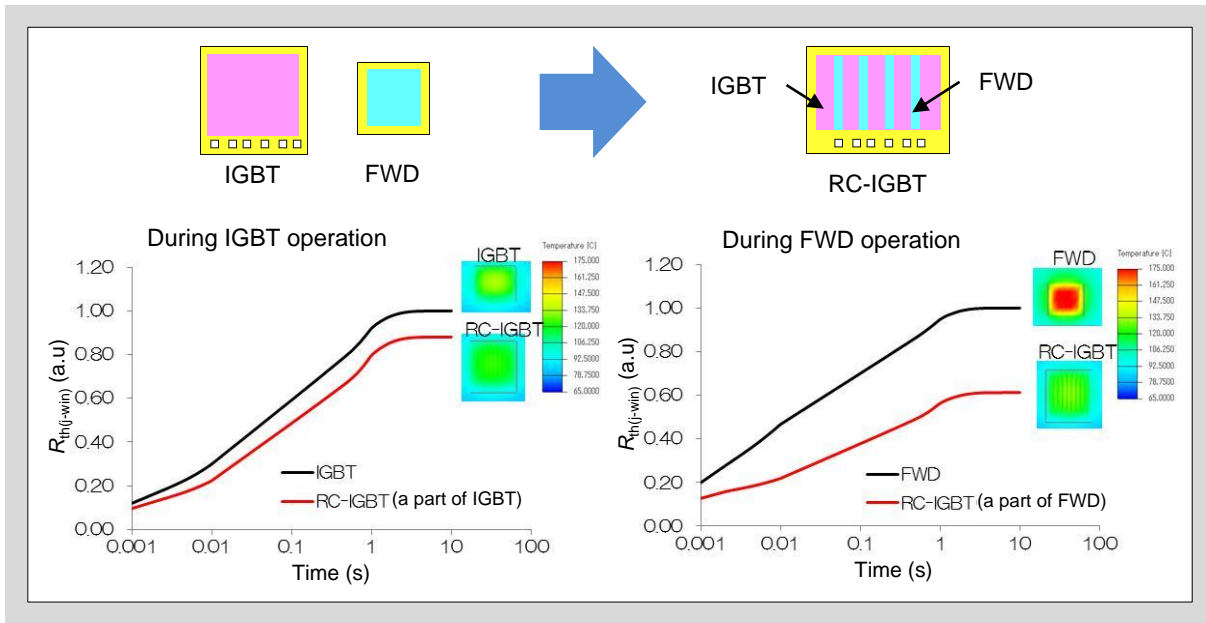 IGBT
FWD
IGBT
FWD
RC-IGBT
During IGBT operation
IGBT
RC-IGBT
Temperature [C]
175.000
161.250
147.500
133.750
120.000
106.250
92.5000
78.7500
65.0000
Rth(j-win) (a.u)
1.20
1.00
0.80
0.60
0.40
0.20
0.00
IGBT
RC-IGBT (a part of IGBT)
0.001
0.01
0.1
1
10
100
Time (s)
During FWD operation
FWD
RC-IGBT
Temperature [C]
175.000
161.250
147.500
133.750
120.000
106.250
92.5000
78.7500
65.0000
Rth(j-win) (a.u)
1.20
1.00
0.80
0.60
0.40
0.20
0.00
FWD
RC-IGBT (a part of FWD)
0.001
0.01
0.1
1
10
100
Time (s)